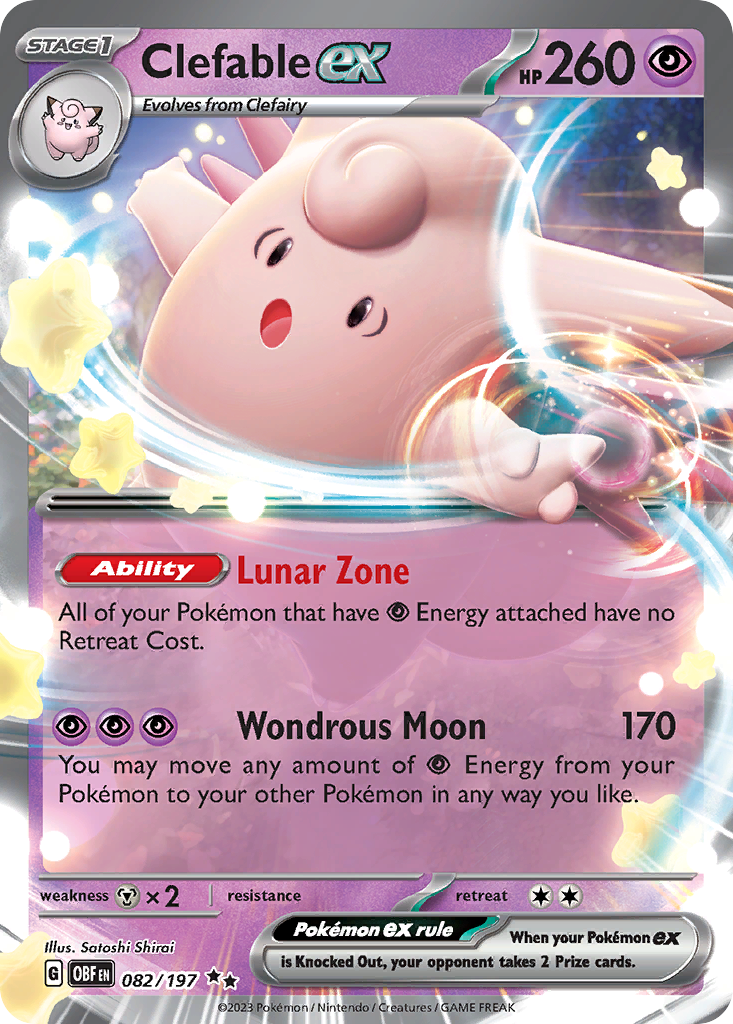 STAGE1
Clefable ex
HP 260
Evolves from Clefairy
Ability Lunar Zone
All of your Pokémon that have Energy attached have no
Retreat Cost.
Wondrous Moon 170
You may move any amount of Energy from your
Pokémon to your other Pokémon in any way you like.
weakness ×2 resistance retreat
Pokémon ex rule When your Pokémon ex
is Knocked Out, your opponent takes 2 Prize cards.
Illus. Satoshi Shirai
G OBF EN 082/197
©2023 Pokémon / Nintendo / Creatures / GAME FREAK